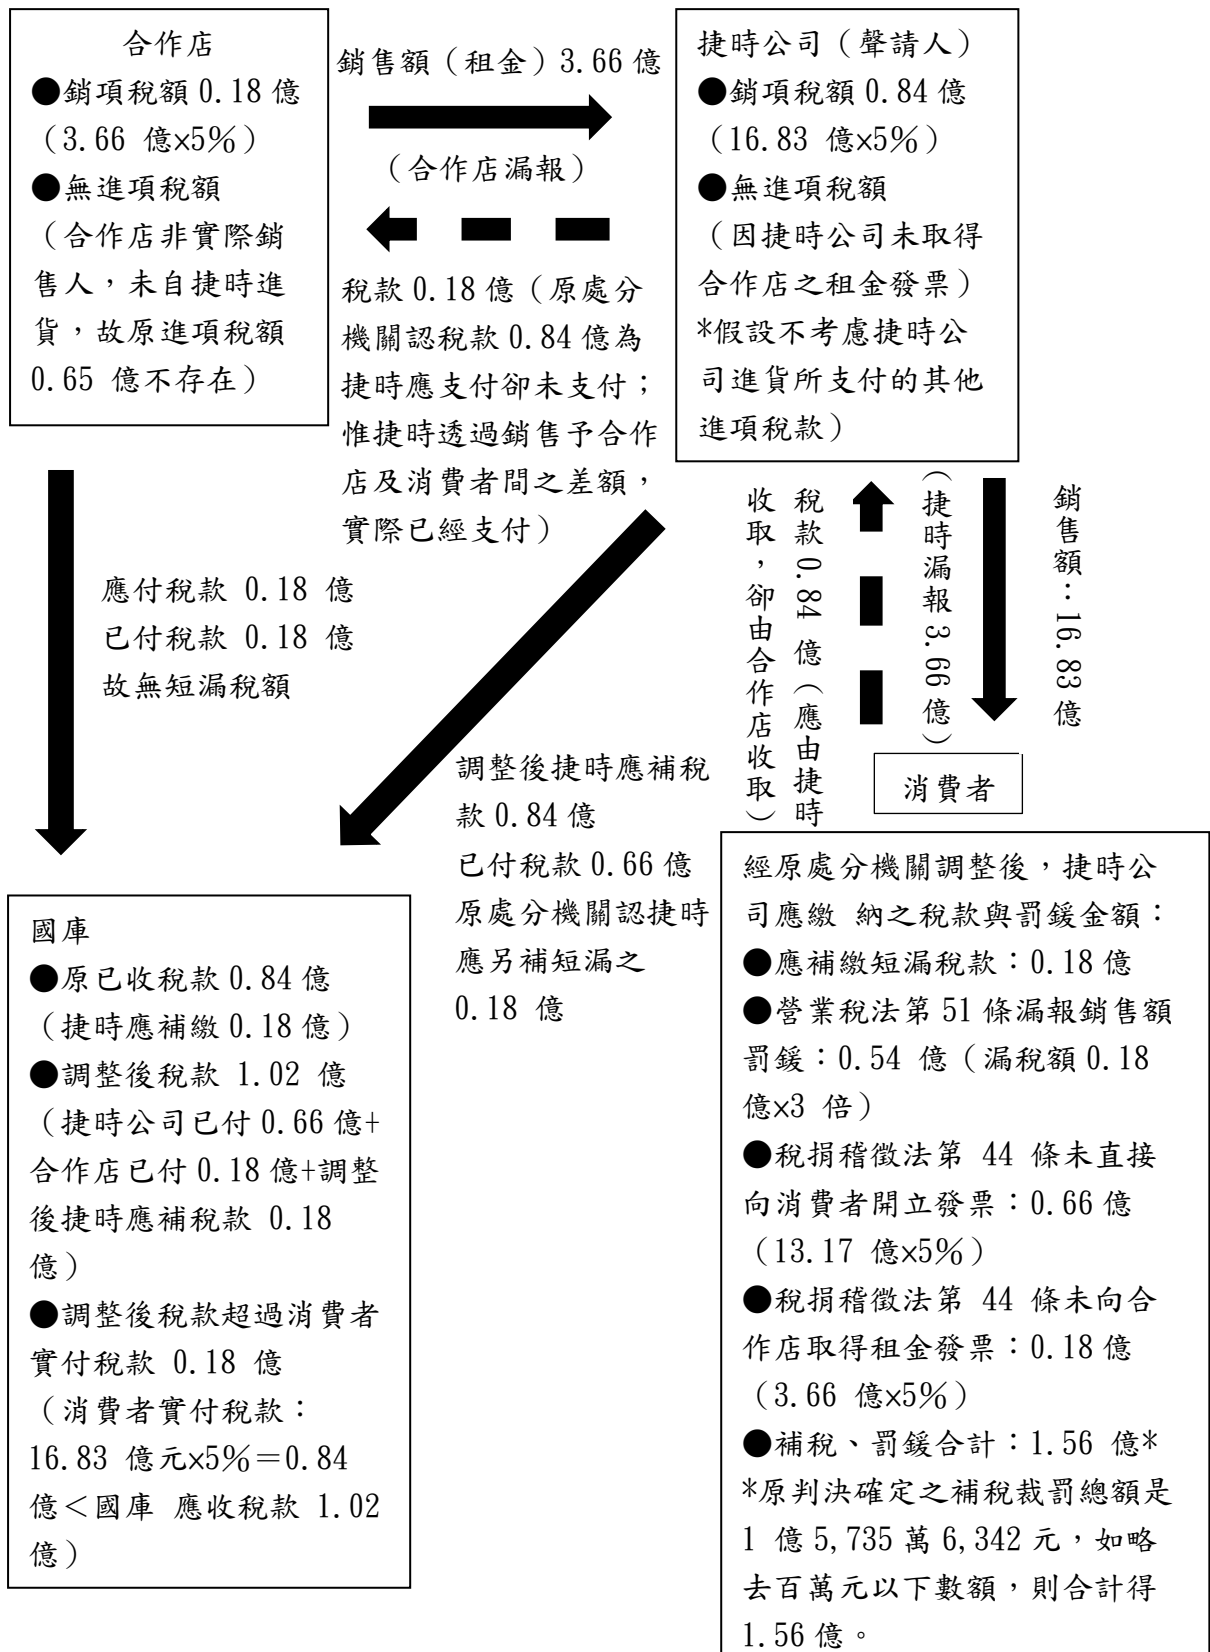 合作店
●銷項稅額 0.18 億
（3.66 億×5%）
●無進項稅額
（合作店非實際銷
售人，未自捷時進
貨，故原進項稅額
0.65 億不存在）
銷售額（租金）3.66 億
（合作店漏報）
稅款 0.18 億（原處分
機關認稅款 0.84 億為
捷時應支付卻未支付；
惟捷時透過銷售予合作
店及消費者間之差額，
實際已經支付）
捷時公司（聲請人）
●銷項稅額 0.84 億
（16.83 億×5%）
●無進項稅額
（因捷時公司未取得
合作店之租金發票）
*假設不考慮捷時公
司進貨所支付的其他
進項稅款）
應付稅款 0.18 億
已付稅款 0.18 億
故無短漏稅額
銷售額：16.83 億
（捷時漏報 3.66 億）
稅款 0.84 億（應由捷時
收取，卻由合作店收取）
消費者
調整後捷時應補稅
款 0.84 億
已付稅款 0.66 億
原處分機關認捷時
應另補短漏之
0.18 億
國庫
●原已收稅款 0.84 億
（捷時應補繳 0.18 億）
●調整後稅款 1.02 億
（捷時公司已付 0.66 億+
合作店已付 0.18 億+調整
後捷時應補稅款 0.18
億）
●調整後稅款超過消費者
實付稅款 0.18 億
（消費者實付稅款：
16.83 億元×5%＝0.84
億＜國庫 應收稅款 1.02
億）
經原處分機關調整後，捷時公
司應繳 納之稅款與罰鍰金額：
●應補繳短漏稅款：0.18 億
●營業稅法第 51 條漏報銷售額
罰鍰：0.54 億（漏稅額 0.18
億×3 倍）
●稅捐稽徵法第 44 條未直接
向消費者開立發票：0.66 億
（13.17 億×5%）
●稅捐稽徵法第 44 條未向合
作店取得租金發票：0.18 億
（3.66 億×5%）
●補稅、罰鍰合計：1.56 億*
*原判決確定之補稅裁罰總額是
1 億 5,735 萬 6,342 元，如略
去百萬元以下數額，則合計得
1.56 億。